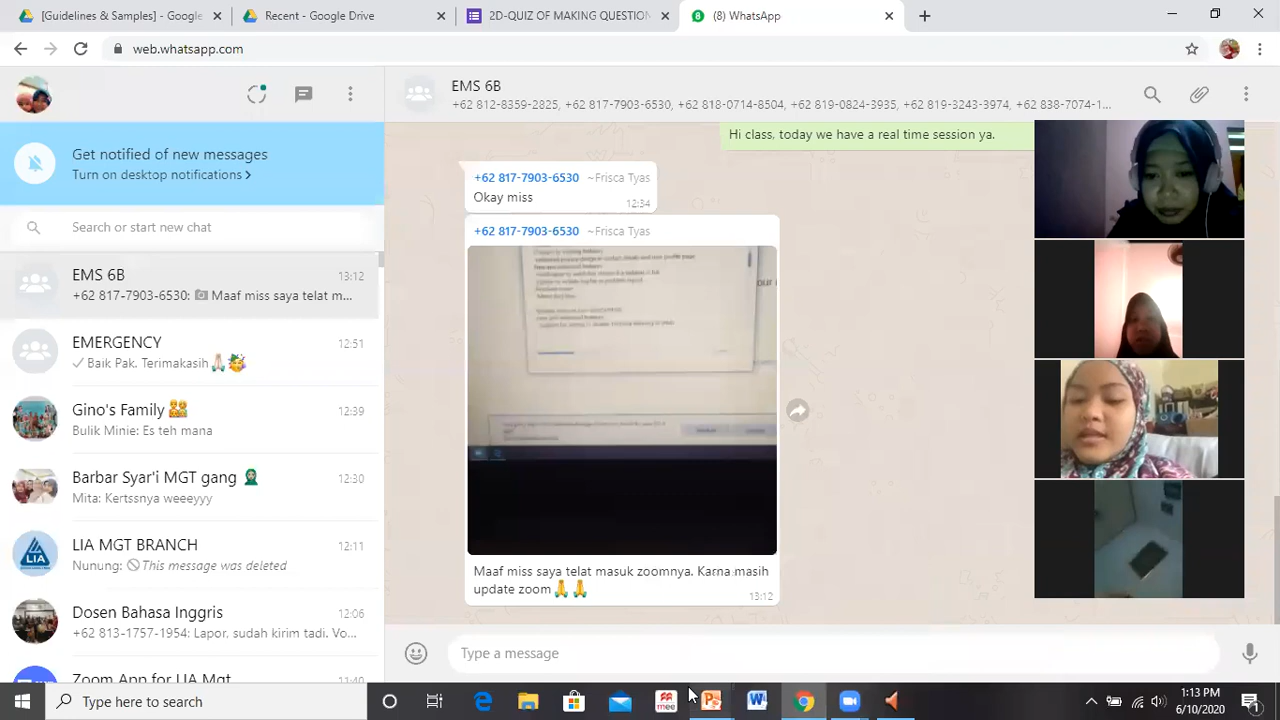 [Guidelines & Samples] - Google
Recent - Google Drive
2D-QUIZ OF MAKING QUESTION
(8) WhatsApp
web.whatsapp.com
EMS 6B
+62 812-8359-2825, +62 817-7903-6530, +62 818-0714-8504, +62 819-0824-3935, +62 819-3243-3974, +62 838-7074-1...
Get notified of new messages
Turn on desktop notifications
Search or start new chat
EMS 6B
13:12
+62 817-7903-6530: Maaf miss saya telat m...
EMERGENCY
12:51
Baik Pak. Terimakasih
Gino's Family
12:39
Bulik Minie: Es teh mana
Barbar Syar'i MGT gang
12:30
Mita: Kertssnya weeeyyy
LIA MGT BRANCH
12:11
Nunung: This message was deleted
Dosen Bahasa Inggris
12:06
+62 813-1757-1954: Lapor. sudah kirim tadi. Vo...
Zoom App for LIA Mgt
11:40
Hi class, today we have a real time session ya.
+62 817-7903-6530 ~Frisca Tyas
Okay miss
12:34
+62 817-7903-6530 ~Frisca Tyas
Maaf miss saya telat masuk zoomnya. Karna masih
update zoom
13:12
Type a message
Type here to search
1:13 PM
6/10/2020